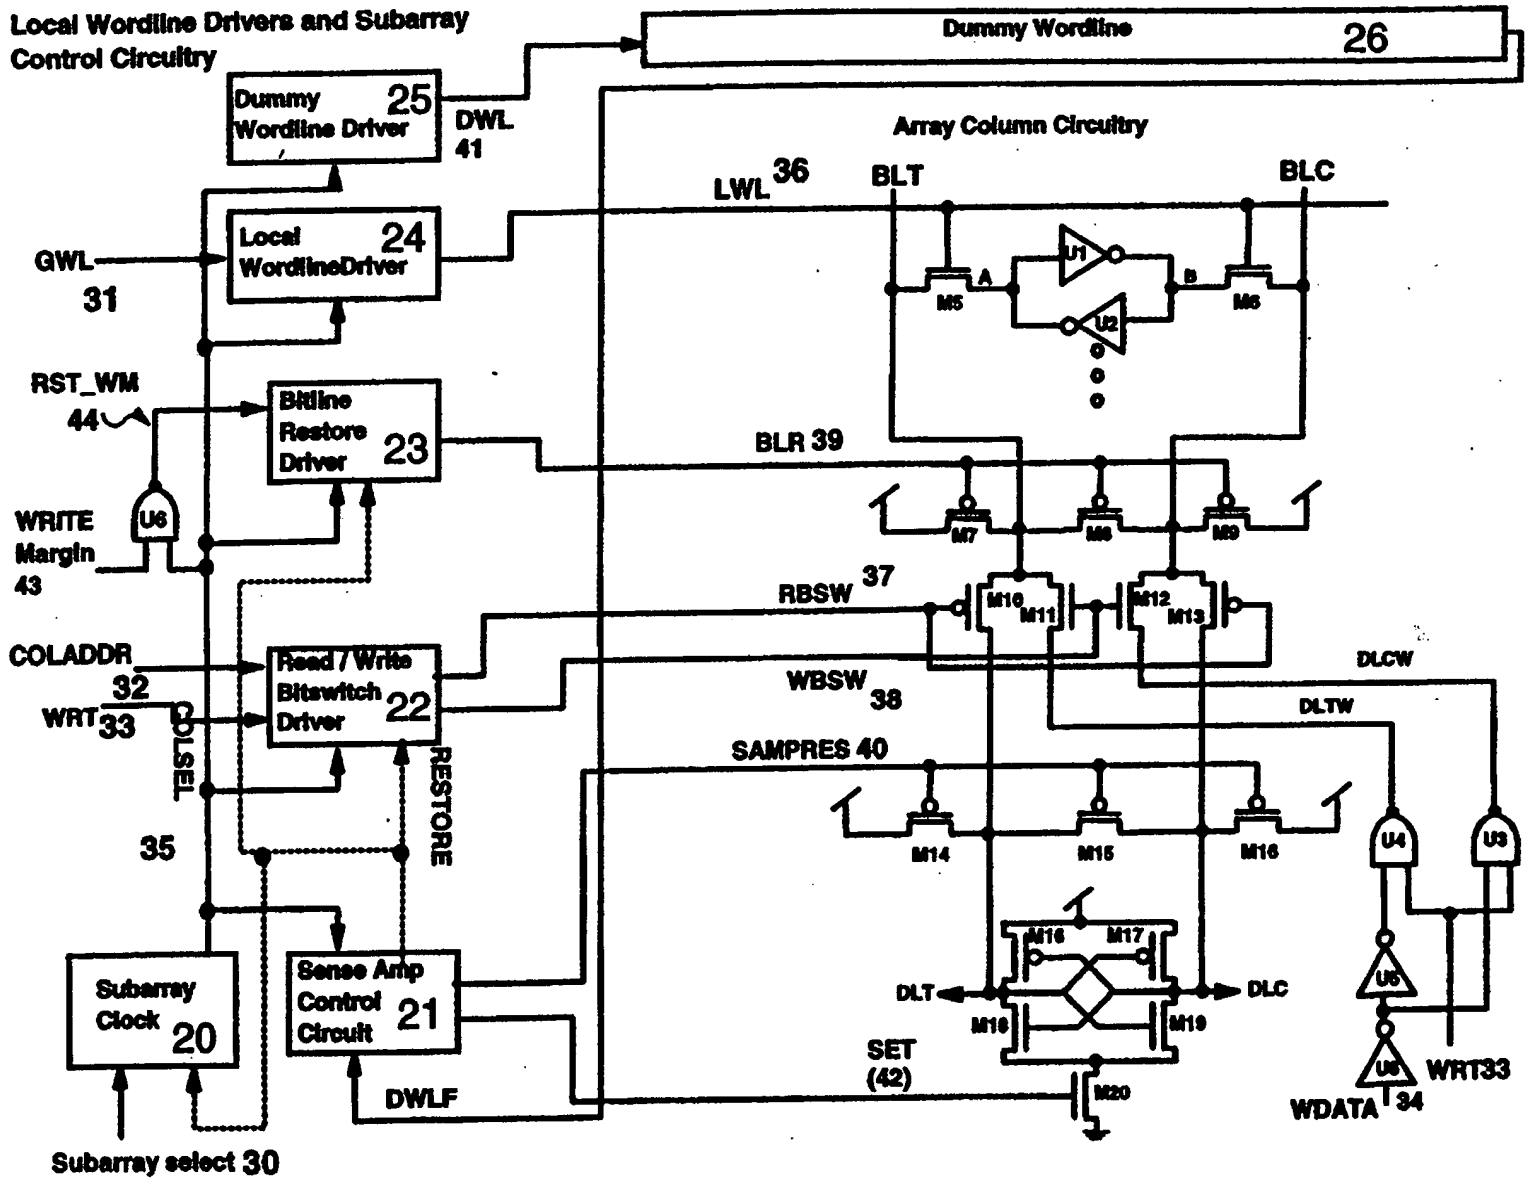 Local Wordline Drivers and Subarray
Control Circuitry
Dummy Wordline 26
Dummy 25
Wordline Driver
DWL
41
Array Column Circuitry
LWL 36
BLT
BLC
Local 24
WordlineDriver
GWL
31
U1
A
B
M5
M6
U2
RST_WM
44
Bitline
Restore
Driver 23
BLR 39
WRITE
Margin
43
U6
M7
M8
M9
RBSW 37
M10
M11
M12
M13
COLADDR
32
WRT 33
COLSEL
Read / Write
Bitswitch
Driver 22
WBSW 38
DLCW
DLTW
RESTORE
SAMPRES 40
35
M14
M15
M16
U4
U3
M16
M17
Subarray
Clock
20
Sense Amp
Control
Circuit 21
DLT
DLC
M18
M19
U5
SET
(42)
DWLF
M20
U6
WRT33
WDATA 34
Subarray select 30